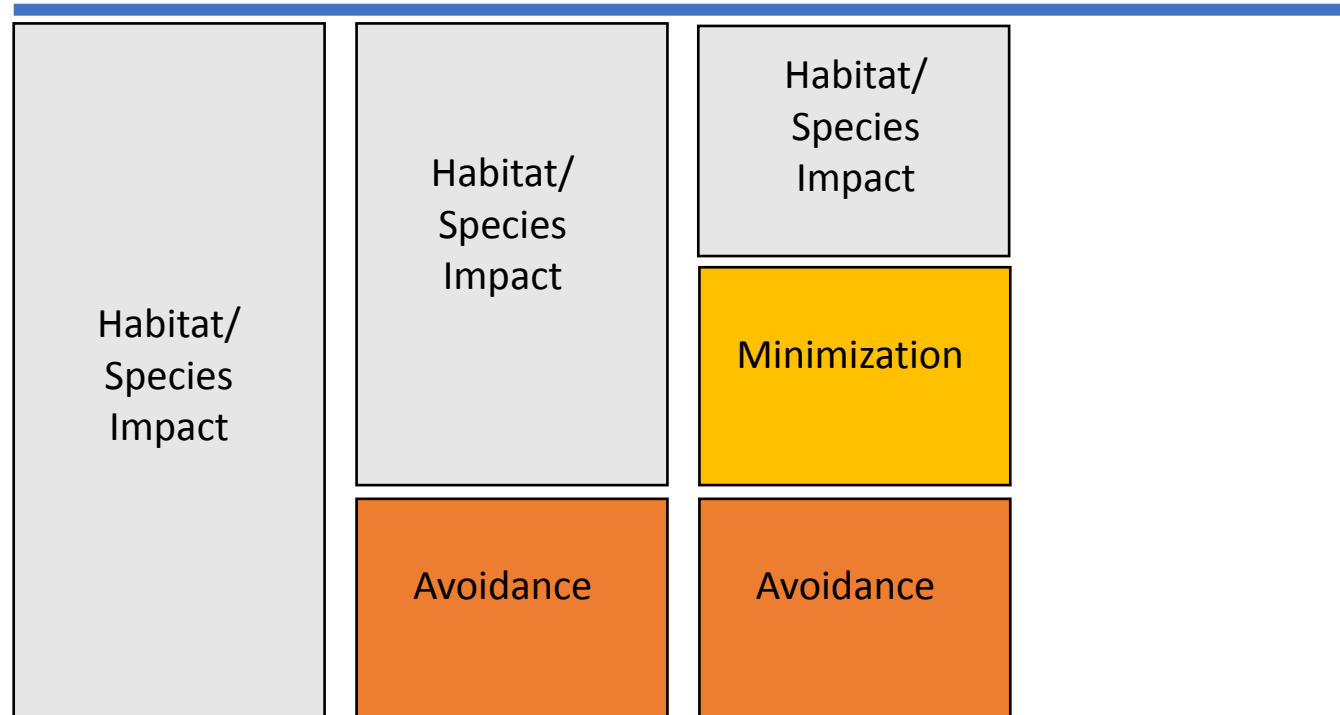 Habitat/
Species
Impact
Habitat/
Species
Impact
Avoidance
Habitat/
Species
Impact
Minimization
Avoidance